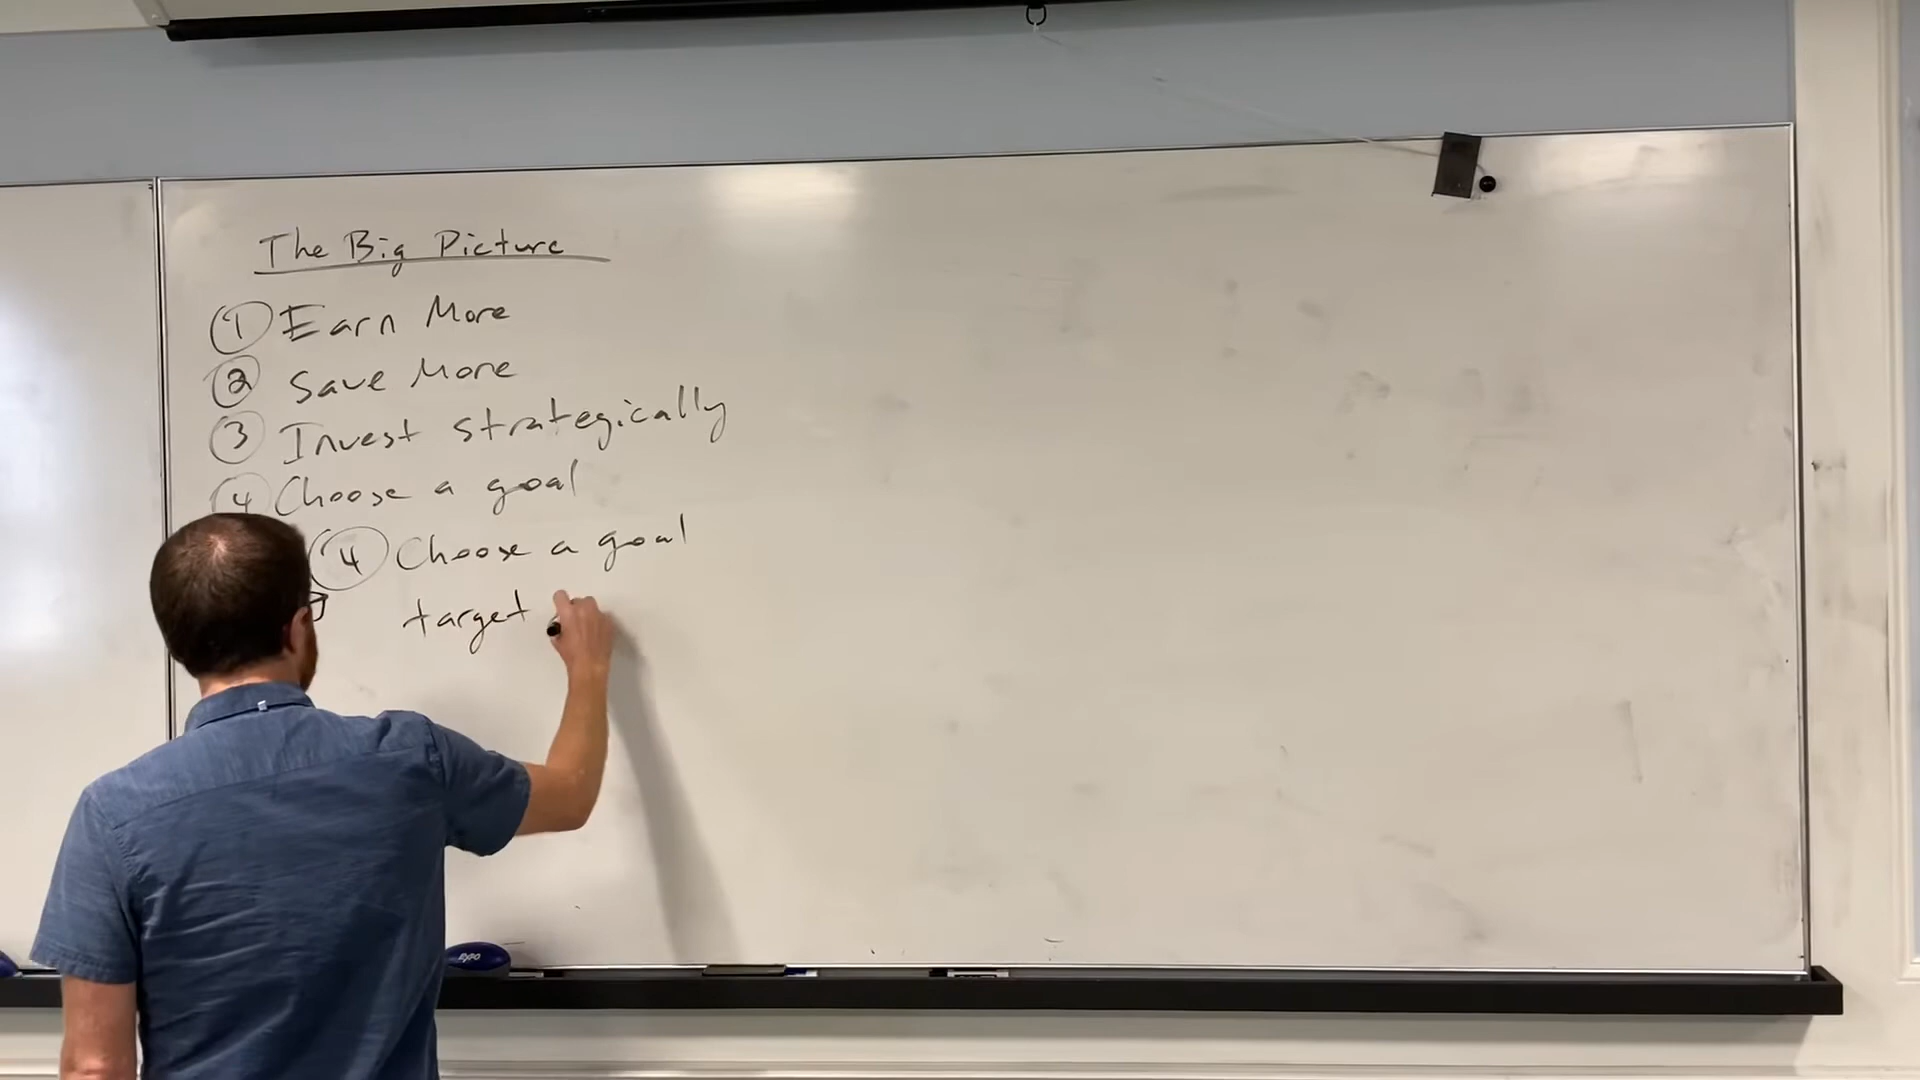 The Big Picture
① Earn More
② Save More
③ Invest strategically
④ Choose a goal
④ Choose a goal
target
EXPO